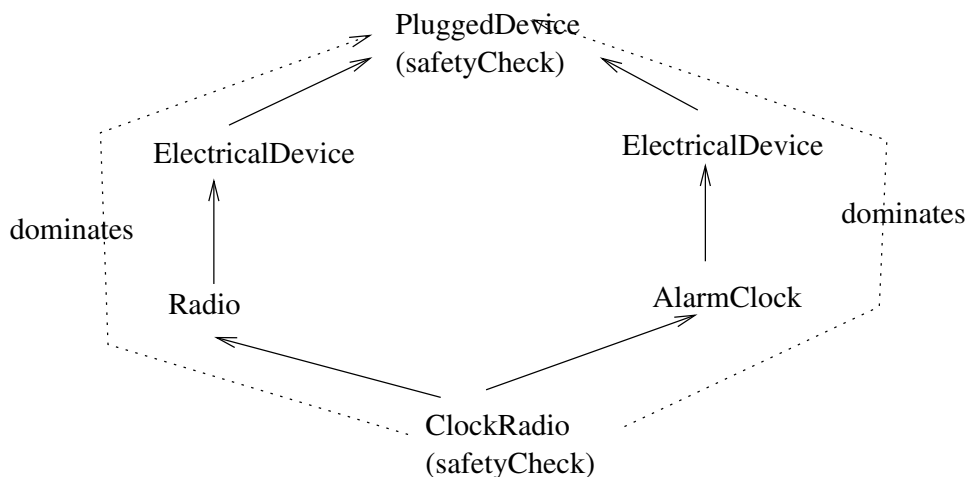 PluggedDevice
(safetyCheck)
ElectricalDevice
ElectricalDevice
dominates
dominates
Radio
AlarmClock
ClockRadio
(safetyCheck)